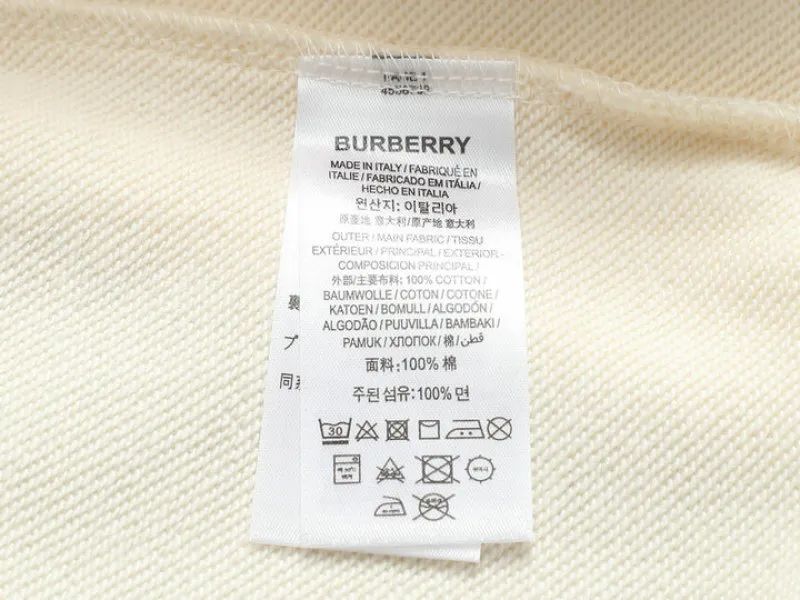 BURBERRY
MADE IN ITALY / FABRIQUÉ EN
ITALIE / FABRICADO EM ITÁLIA /
HECHO EN ITALIA
원산지: 이탈리아
原產地 意大利/原产地 意大利
OUTER / MAIN FABRIC / TISSU
EXTÉRIEUR / PRINCIPAL / EXTERIOR -
COMPOSICION PRINCIPAL /
外部/主要布料: 100% COTTON /
BAUMWOLLE / COTON / COTONE /
KATOEN / BOMULL / ALGODÓN /
ALGODÃO / PUUVILLA / BAMBAKI /
PAMUK / ХЛОПОК / 棉 / قطن
面料:100% 棉
주된 섬유:100% 면
30
裏
プ
同